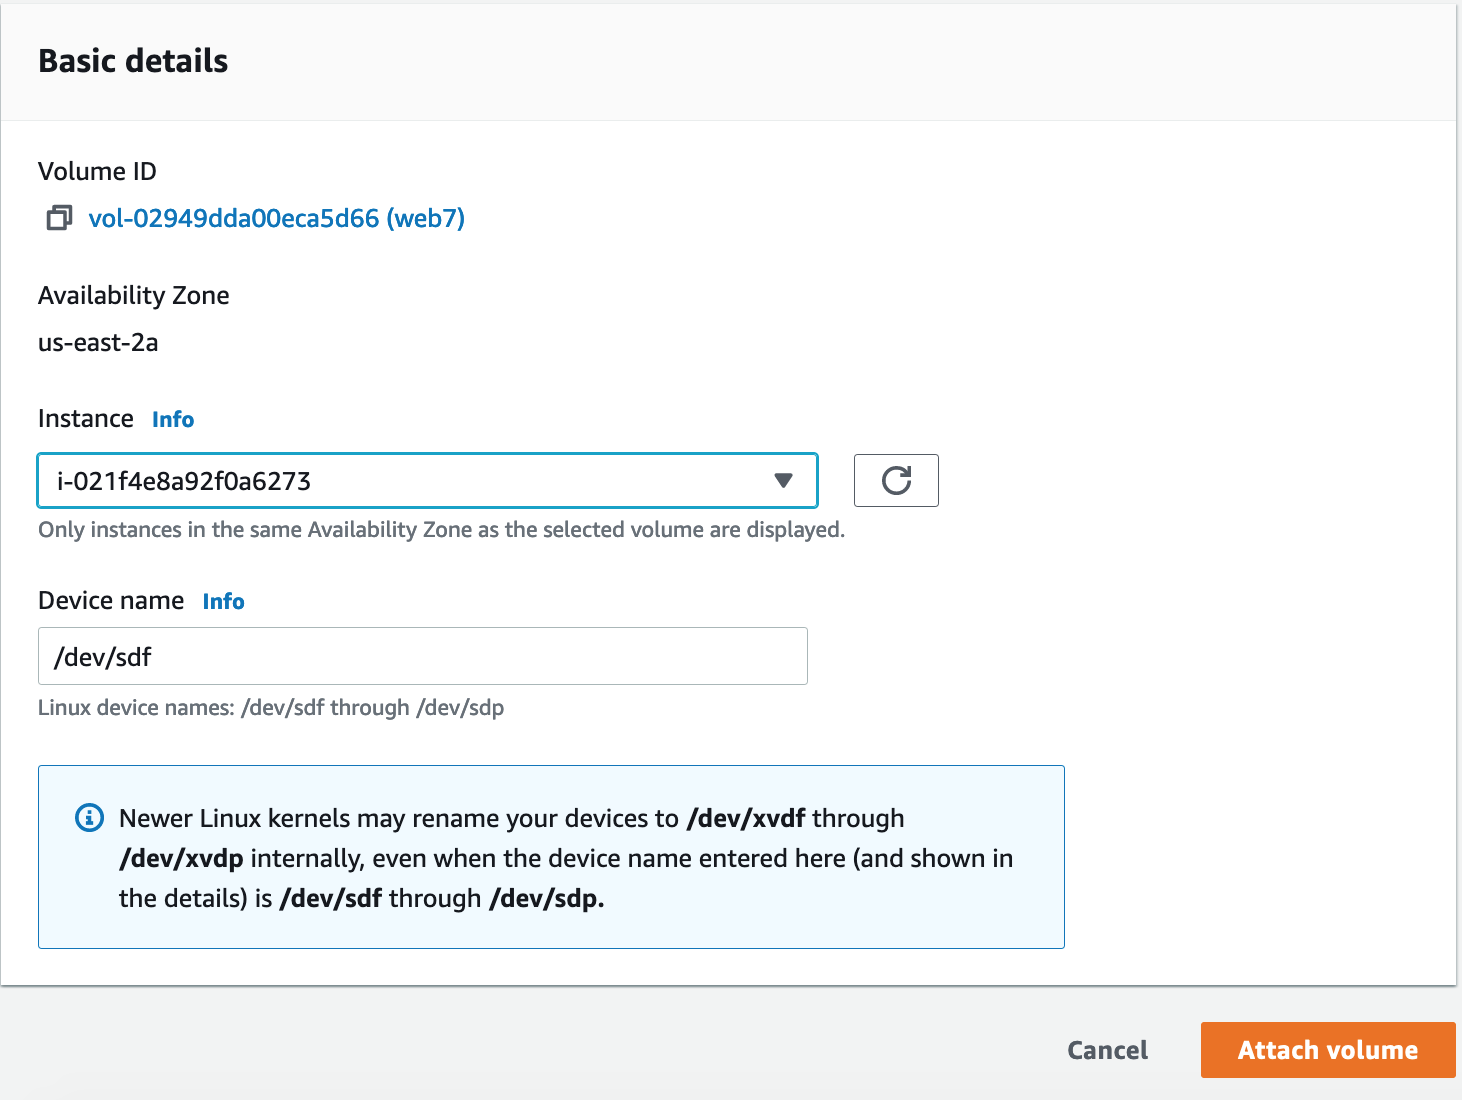 Basic details
Volume ID
vol-02949dda00eca5d66 (web7)
Availability Zone
us-east-2a
Instance Info
i-021f4e8a92f0a6273
Only instances in the same Availability Zone as the selected volume are displayed.
Device name Info
/dev/sdf
Linux device names: /dev/sdf through /dev/sdp
Newer Linux kernels may rename your devices to /dev/xvdf through
/dev/xvdp internally, even when the device name entered here (and shown in
the details) is /dev/sdf through /dev/sdp.
Cancel Attach volume